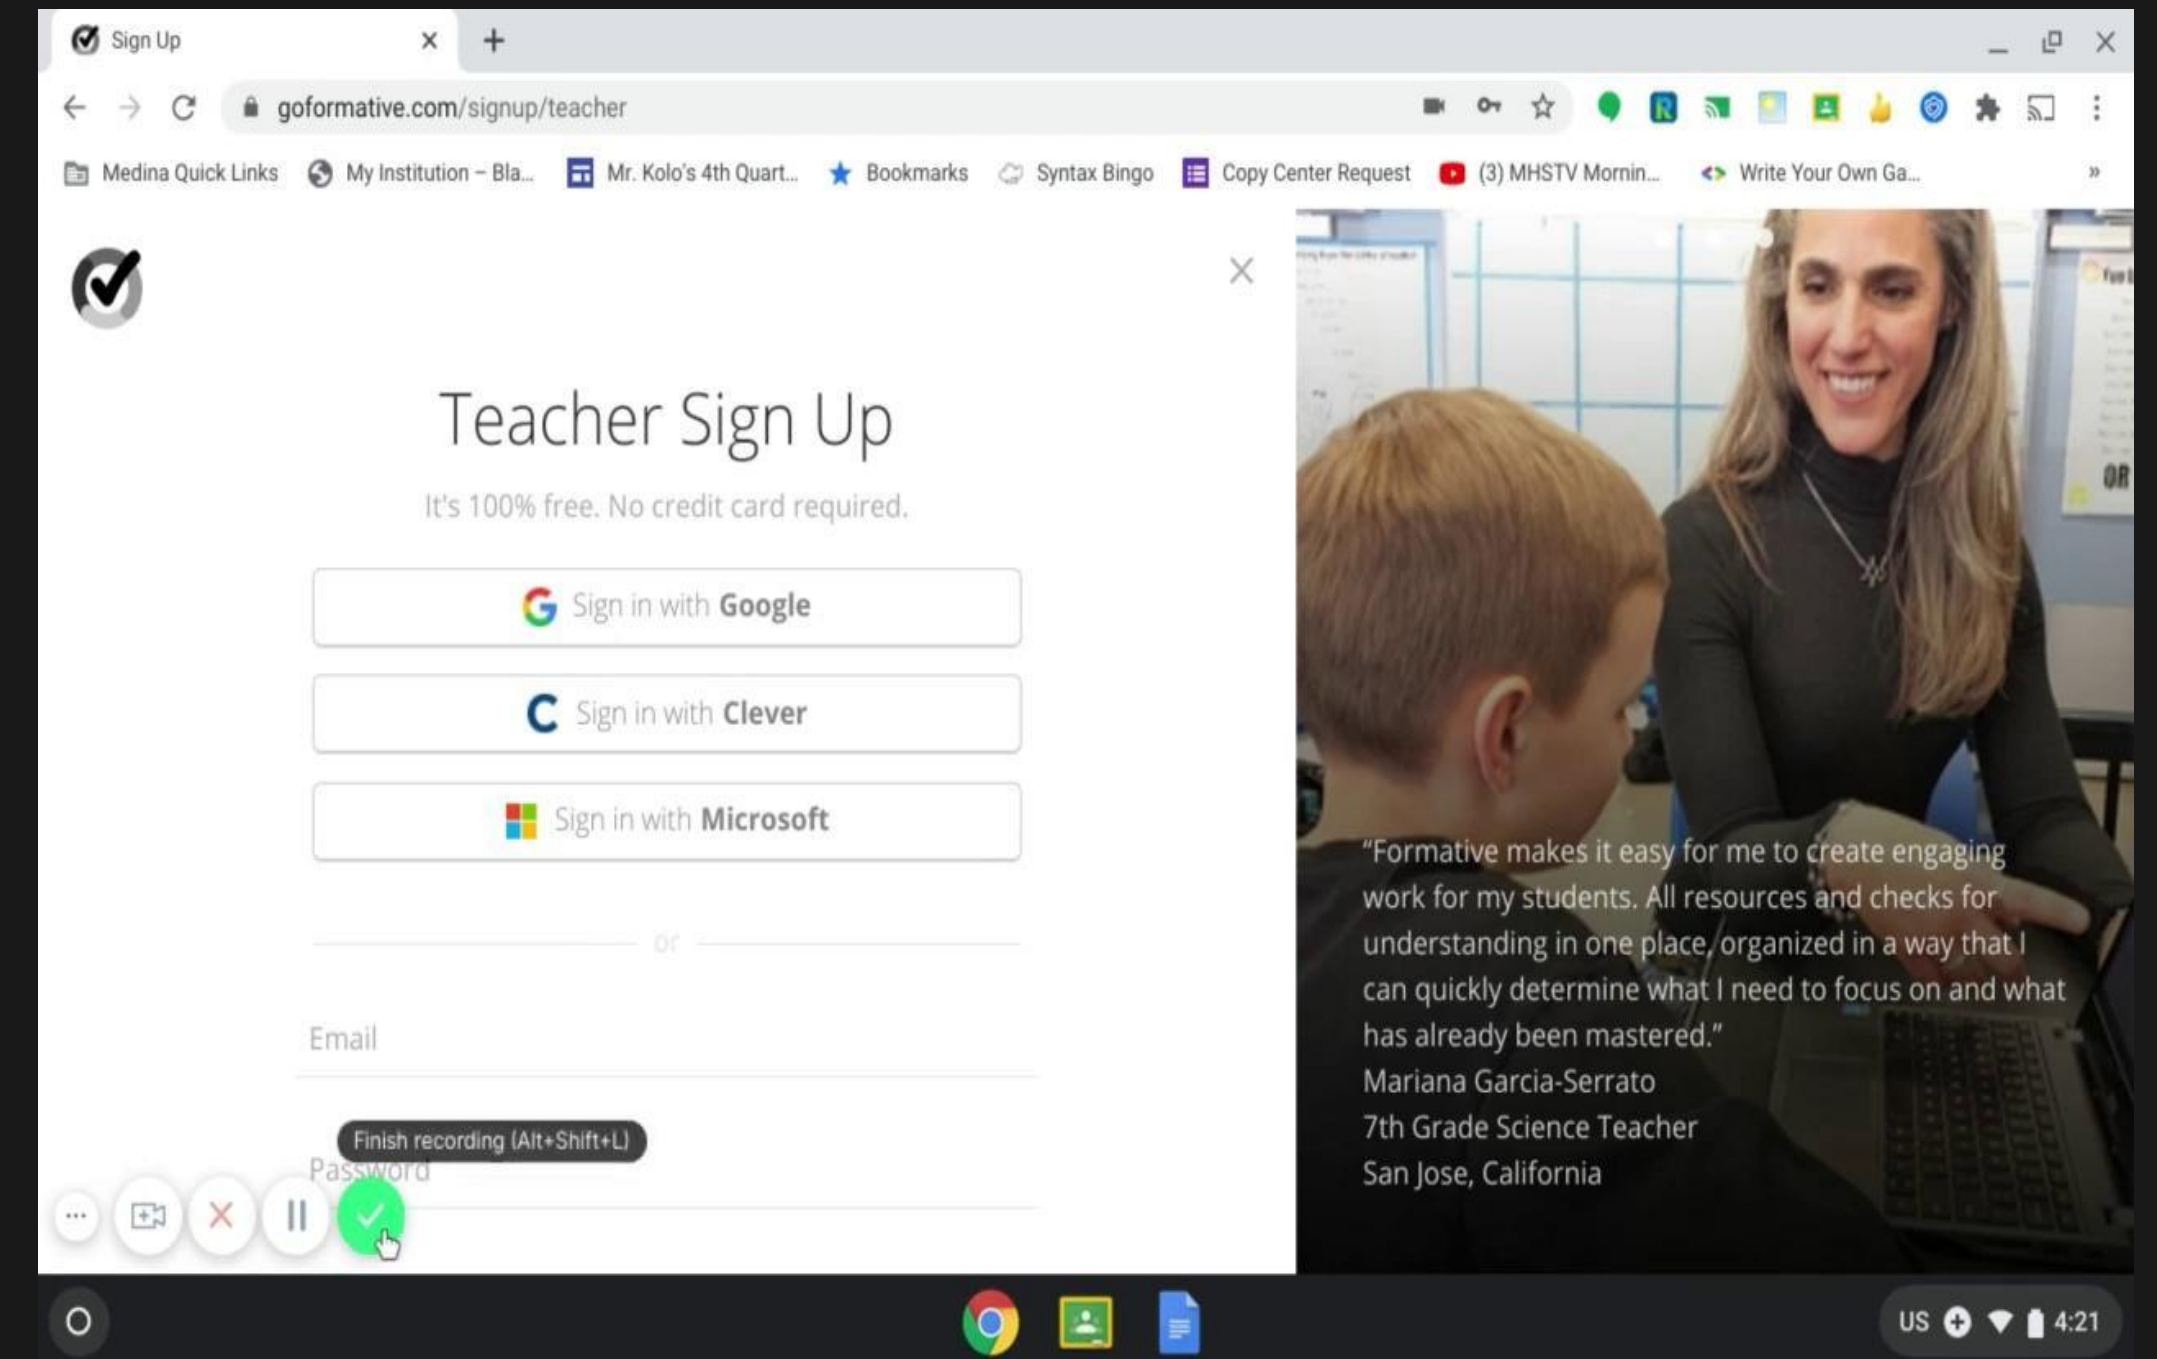 Sign Up
goformative.com/signup/teacher
Medina Quick Links My Institution – Bla... Mr. Kolo's 4th Quart... Bookmarks Syntax Bingo Copy Center Request (3) MHSTV Mornin... Write Your Own Ga... »
Teacher Sign Up
It's 100% free. No credit card required.
Sign in with Google
Sign in with Clever
Sign in with Microsoft
or
Email
Finish recording (Alt+Shift+L)
Password
OR
“Formative makes it easy for me to create engaging
work for my students. All resources and checks for
understanding in one place, organized in a way that I
can quickly determine what I need to focus on and what
has already been mastered.”
Mariana Garcia-Serrato
7th Grade Science Teacher
San Jose, California
US 4:21